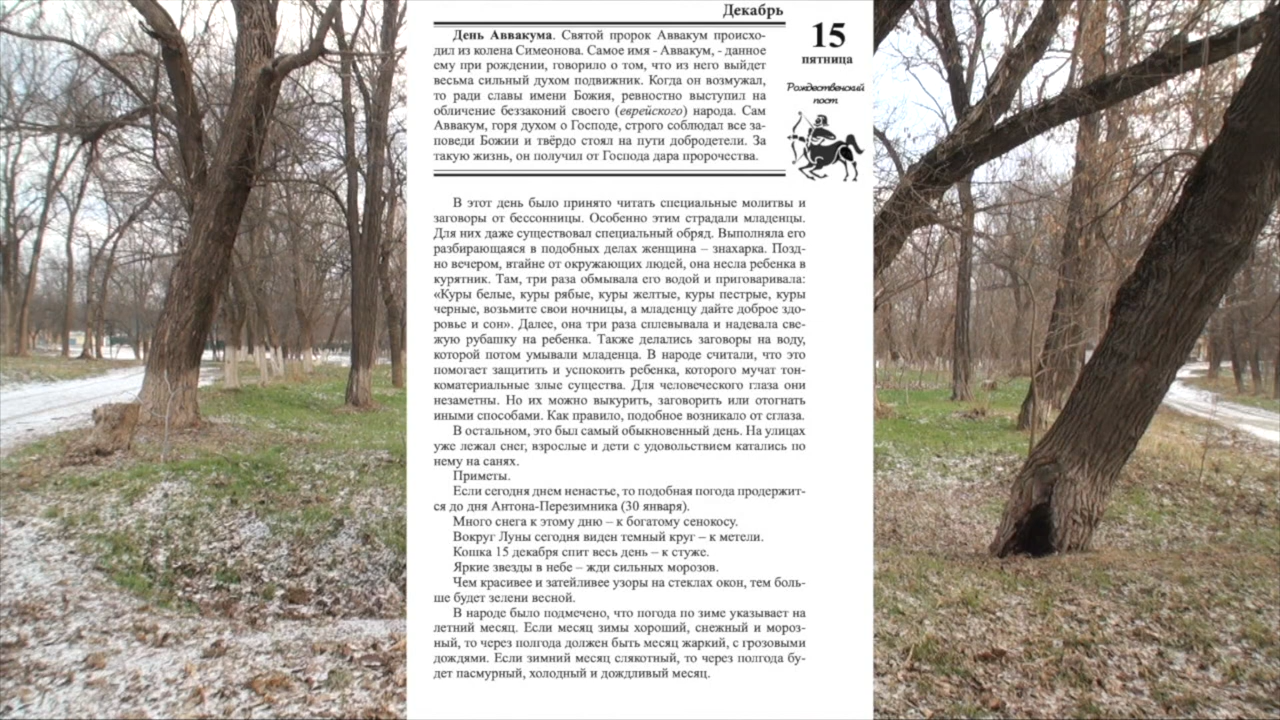 Декабрь
День Аввакума. Святой пророк Аввакум происхо-
дил из колена Симеонова. Самое имя - Аввакум, - данное
ему при рождении, говорило о том, что из него выйдет
весьма сильный духом подвижник. Когда он возмужал,
то ради славы имени Божия, ревностно выступил на
обличение беззаконий своего (еврейского) народа. Сам
Аввакум, горя духом о Господе, строго соблюдал все за-
поведи Божии и твёрдо стоял на пути добродетели. За
такую жизнь, он получил от Господа дара пророчества.
15
пятница
Рождественский
пост
В этот день было принято читать специальные молитвы и
заговоры от бессонницы. Особенно этим страдали младенцы.
Для них даже существовал специальный обряд. Выполняла его
разбирающаяся в подобных делах женщина – знахарка. Позд-
но вечером, втайне от окружающих людей, она несла ребенка в
курятник. Там, три раза обмывала его водой и приговаривала:
«Куры белые, куры рябые, куры желтые, куры пестрые, куры
черные, возьмите свои ночницы, а младенцу дайте доброе здо-
ровье и сон». Далее, она три раза сплевывала и надевала све-
жую рубашку на ребенка. Также делались заговоры на воду,
которой потом умывали младенца. В народе считали, что это
помогает защитить и успокоить ребенка, которого мучат тон-
коматериальные злые существа. Для человеческого глаза они
незаметны. Но их можно выкурить, заговорить или отогнать
иными способами. Как правило, подобное возникало от сглаза.
В остальном, это был самый обыкновенный день. На улицах
уже лежал снег, взрослые и дети с удовольствием катались по
нему на санях.
Приметы.
Если сегодня днем ненастье, то подобная погода продержит-
ся до дня Антона-Перезимника (30 января).
Много снега к этому дню – к богатому сенокосу.
Вокруг Луны сегодня виден темный круг – к метели.
Кошка 15 декабря спит весь день – к стуже.
Яркие звезды в небе – жди сильных морозов.
Чем красивее и затейливее узоры на стеклах окон, тем боль-
ше будет зелени весной.
В народе было подмечено, что погода по зиме указывает на
летний месяц. Если месяц зимы хороший, снежный и мороз-
ный, то через полгода должен быть месяц жаркий, с грозовыми
дождями. Если зимний месяц слякотный, то через полгода бу-
дет пасмурный, холодный и дождливый месяц.